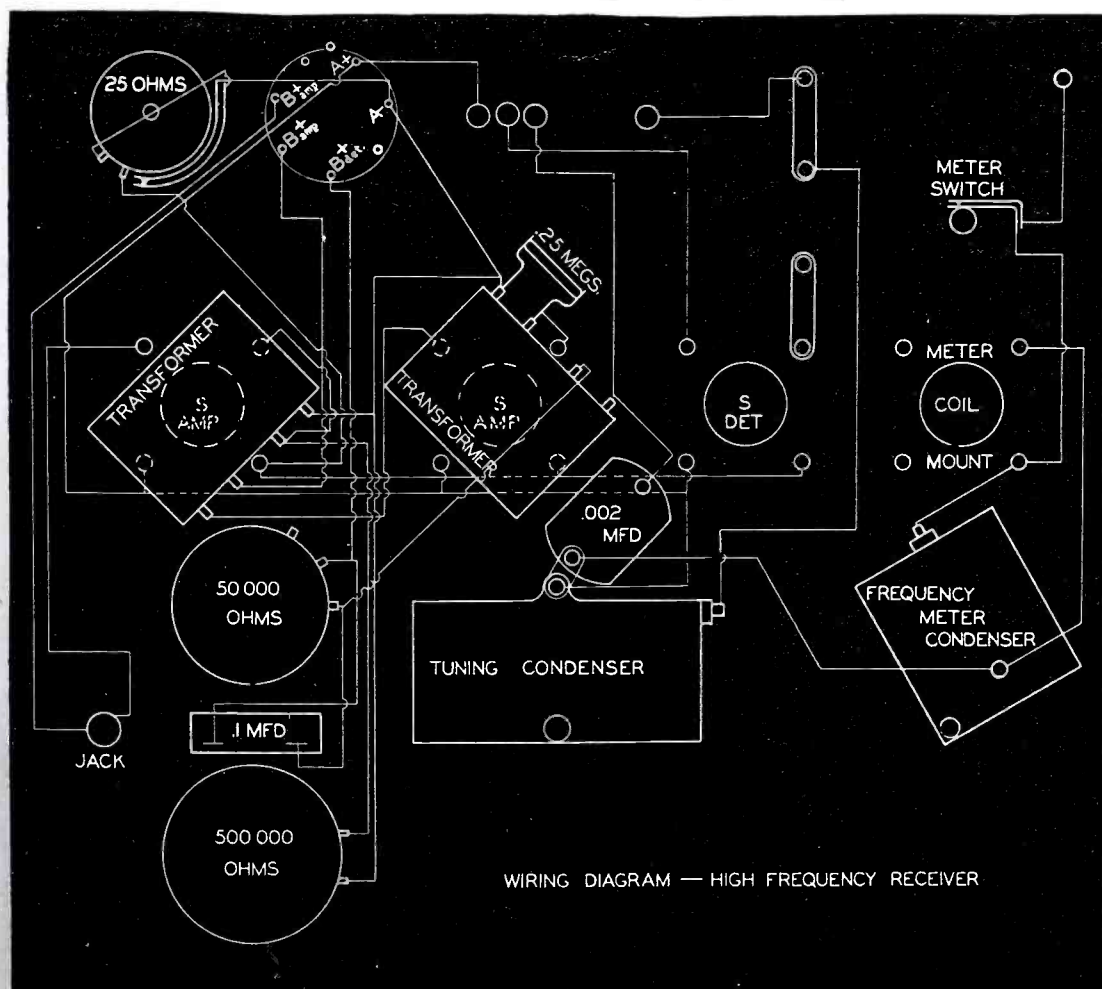 25 OHMS
B+ amp
A+
A-
B+ amp
B+ det.
METER
SWITCH
.25 MEGS.
TRANSFORMER
S
AMP
TRANSFORMER
S
AMP
S
DET
METER
COIL
MOUNT
.002
MFD
50 000
OHMS
FREQUENCY
METER
CONDENSER
TUNING CONDENSER
.1 MFD
JACK
500 000
OHMS
WIRING DIAGRAM — HIGH FREQUENCY RECEIVER